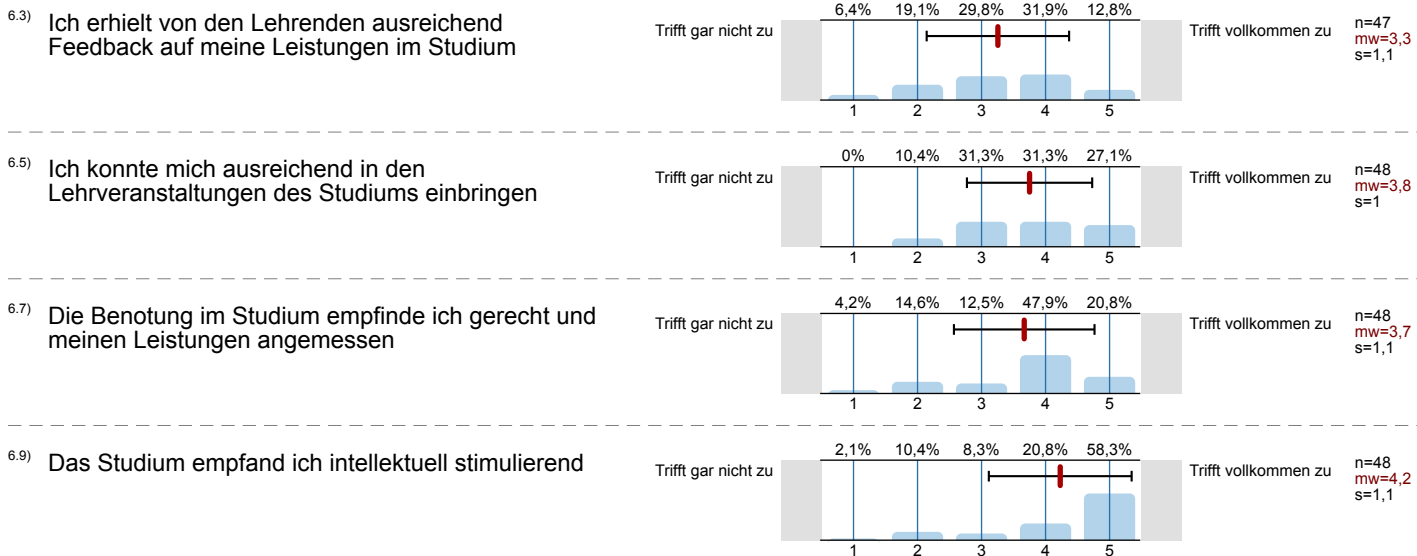 6.3) Ich erhielt von den Lehrenden ausreichend
Feedback auf meine Leistungen im Studium
6,4% 19,1% 29,8% 31,9% 12,8%
Trifft gar nicht zu
Trifft vollkommen zu
n=47
mw=3,3
s=1,1
1 2 3 4 5
6.5) Ich konnte mich ausreichend in den
Lehrveranstaltungen des Studiums einbringen
0% 10,4% 31,3% 31,3% 27,1%
Trifft gar nicht zu
Trifft vollkommen zu
n=48
mw=3,8
s=1
1 2 3 4 5
6.7) Die Benotung im Studium empfinde ich gerecht und
meinen Leistungen angemessen
4,2% 14,6% 12,5% 47,9% 20,8%
Trifft gar nicht zu
Trifft vollkommen zu
n=48
mw=3,7
s=1,1
1 2 3 4 5
6.9) Das Studium empfand ich intellektuell stimulierend
2,1% 10,4% 8,3% 20,8% 58,3%
Trifft gar nicht zu
Trifft vollkommen zu
n=48
mw=4,2
s=1,1
1 2 3 4 5